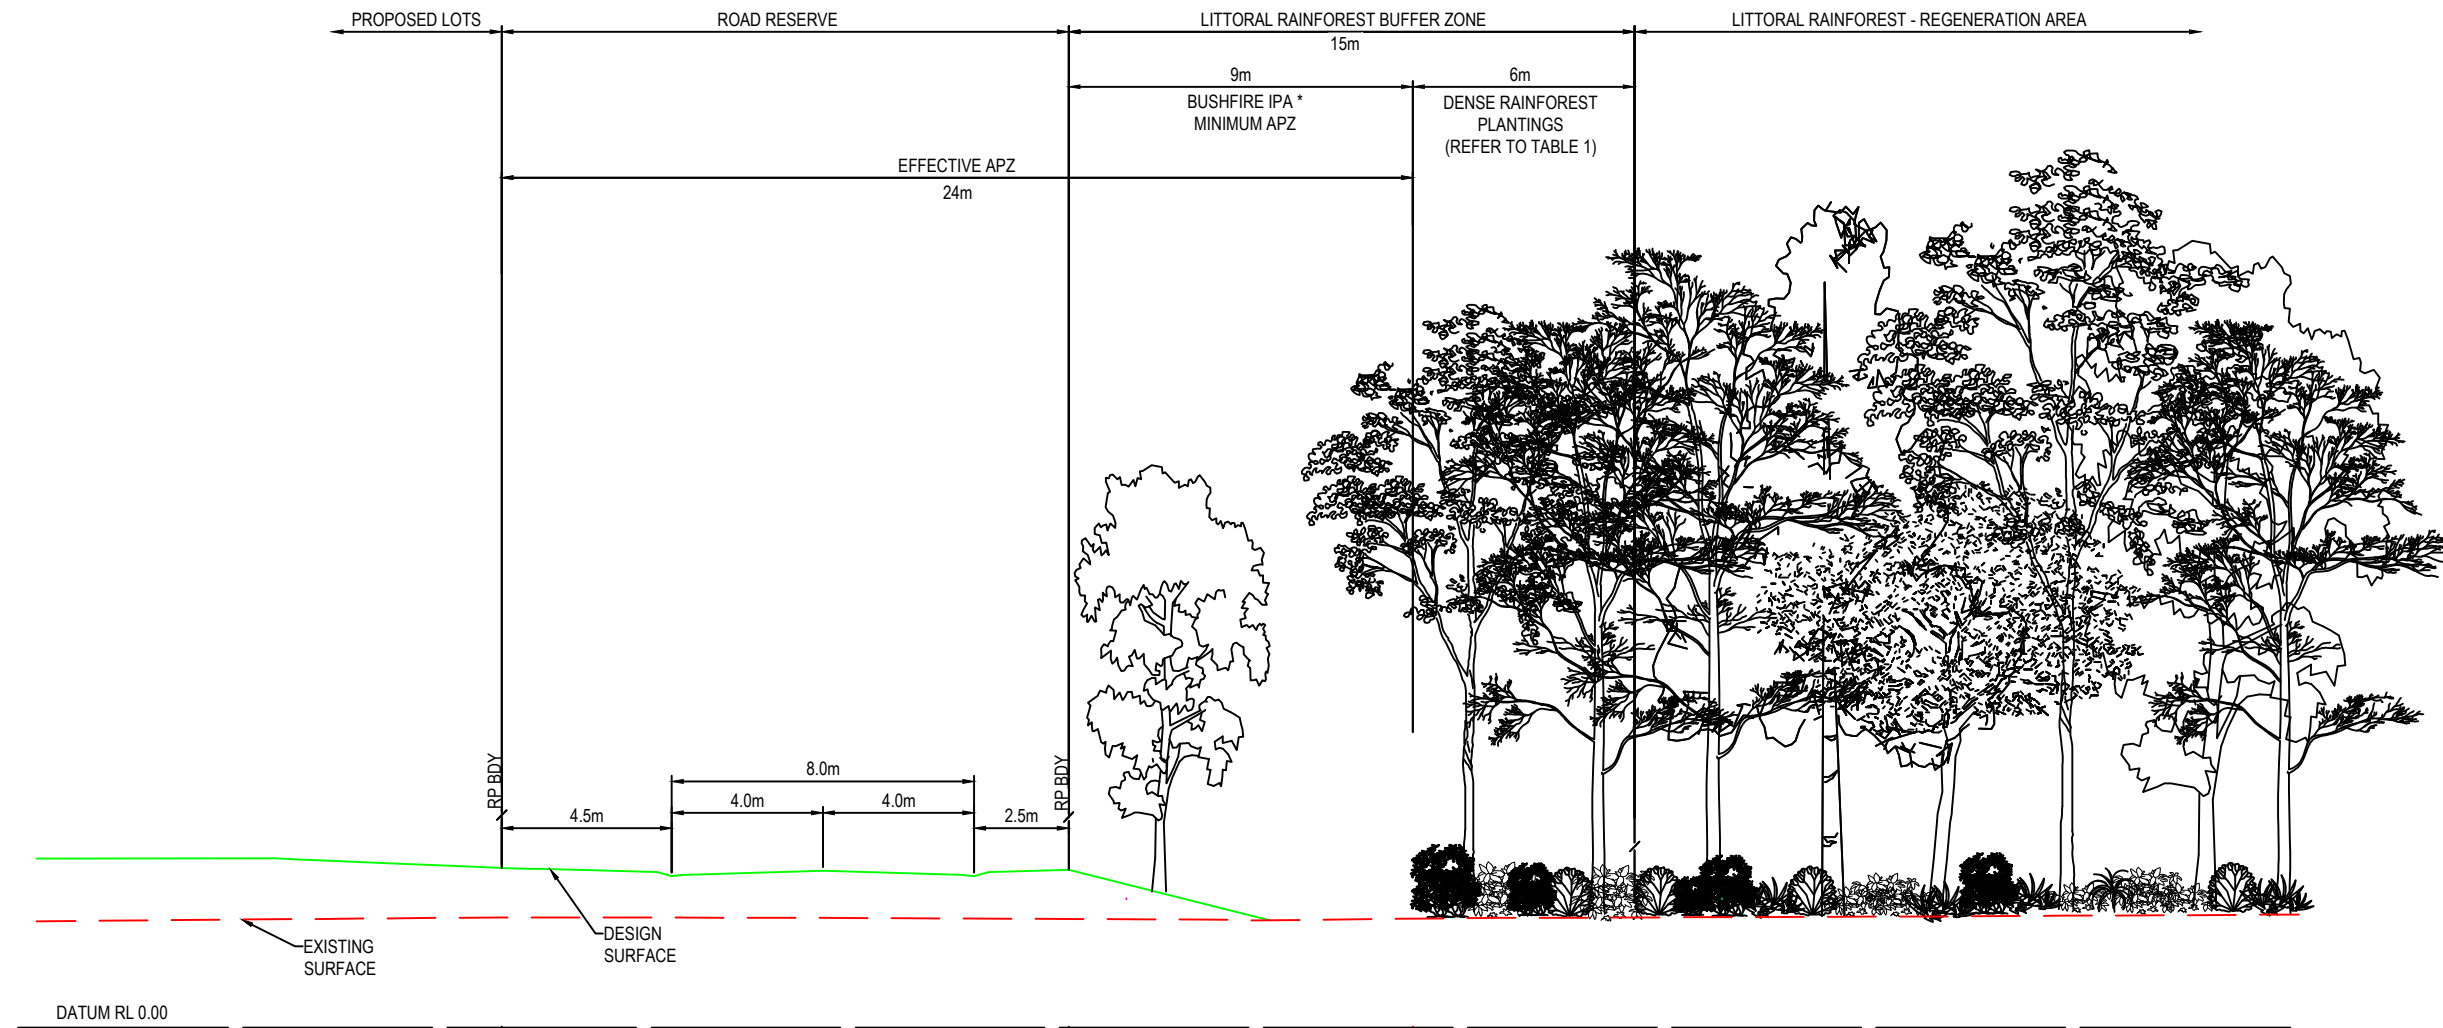 PROPOSED LOTS
ROAD RESERVE
LITTORAL RAINFOREST BUFFER ZONE
15m
LITTORAL RAINFOREST - REGENERATION AREA
9m
BUSHFIRE IPA *
MINIMUM APZ
6m
DENSE RAINFOREST
PLANTINGS
(REFER TO TABLE 1)
EFFECTIVE APZ
24m
RP BDY
RP BDY
8.0m
4.0m
4.0m
4.5m
2.5m
EXISTING
SURFACE
DESIGN
SURFACE
DATUM RL 0.00